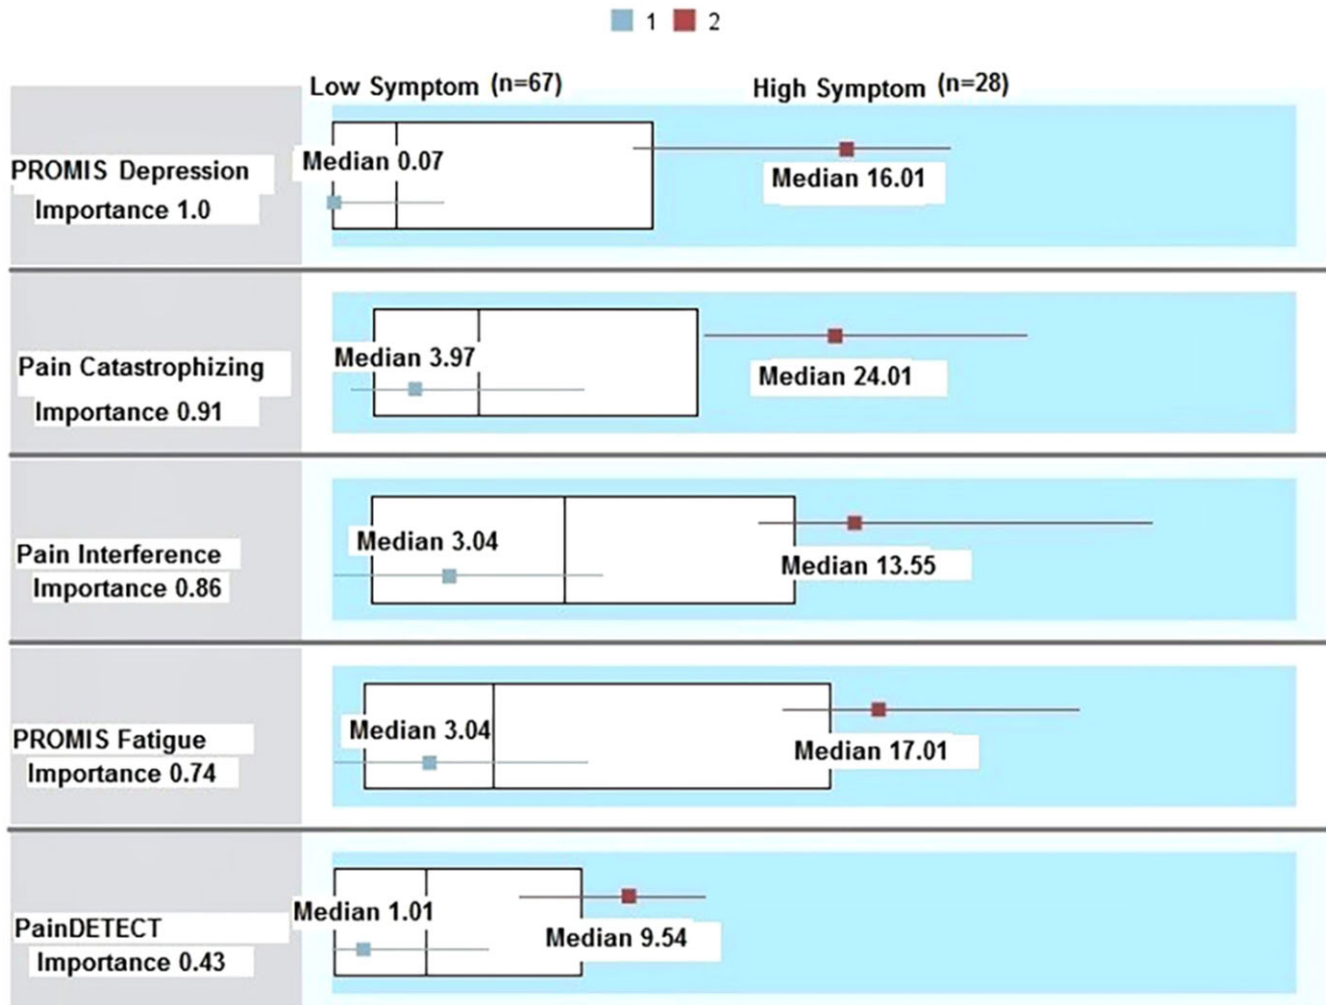 1 2
Low Symptom (n=67) High Symptom (n=28)
PROMIS Depression
Importance 1.0
Median 0.07
Median 16.01
Pain Catastrophizing
Importance 0.91
Median 3.97
Median 24.01
Pain Interference
Importance 0.86
Median 3.04
Median 13.55
PROMIS Fatigue
Importance 0.74
Median 3.04
Median 17.01
PainDETECT
Importance 0.43
Median 1.01
Median 9.54